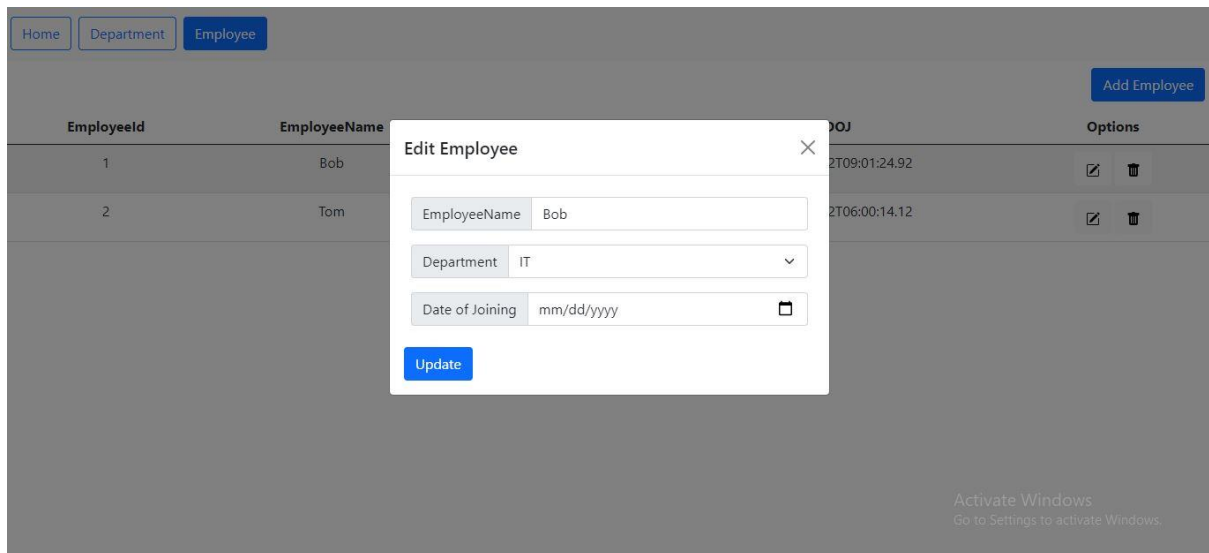 Home Department Employee
Add Employee
EmployeeId EmployeeName DOJ Options
Edit Employee
1 Bob 2T09:01:24.92
EmployeeName Bob
2 Tom 2T06:00:14.12
Department IT
Date of Joining mm/dd/yyyy
Update
Activate Windows
Go to Settings to activate Windows.